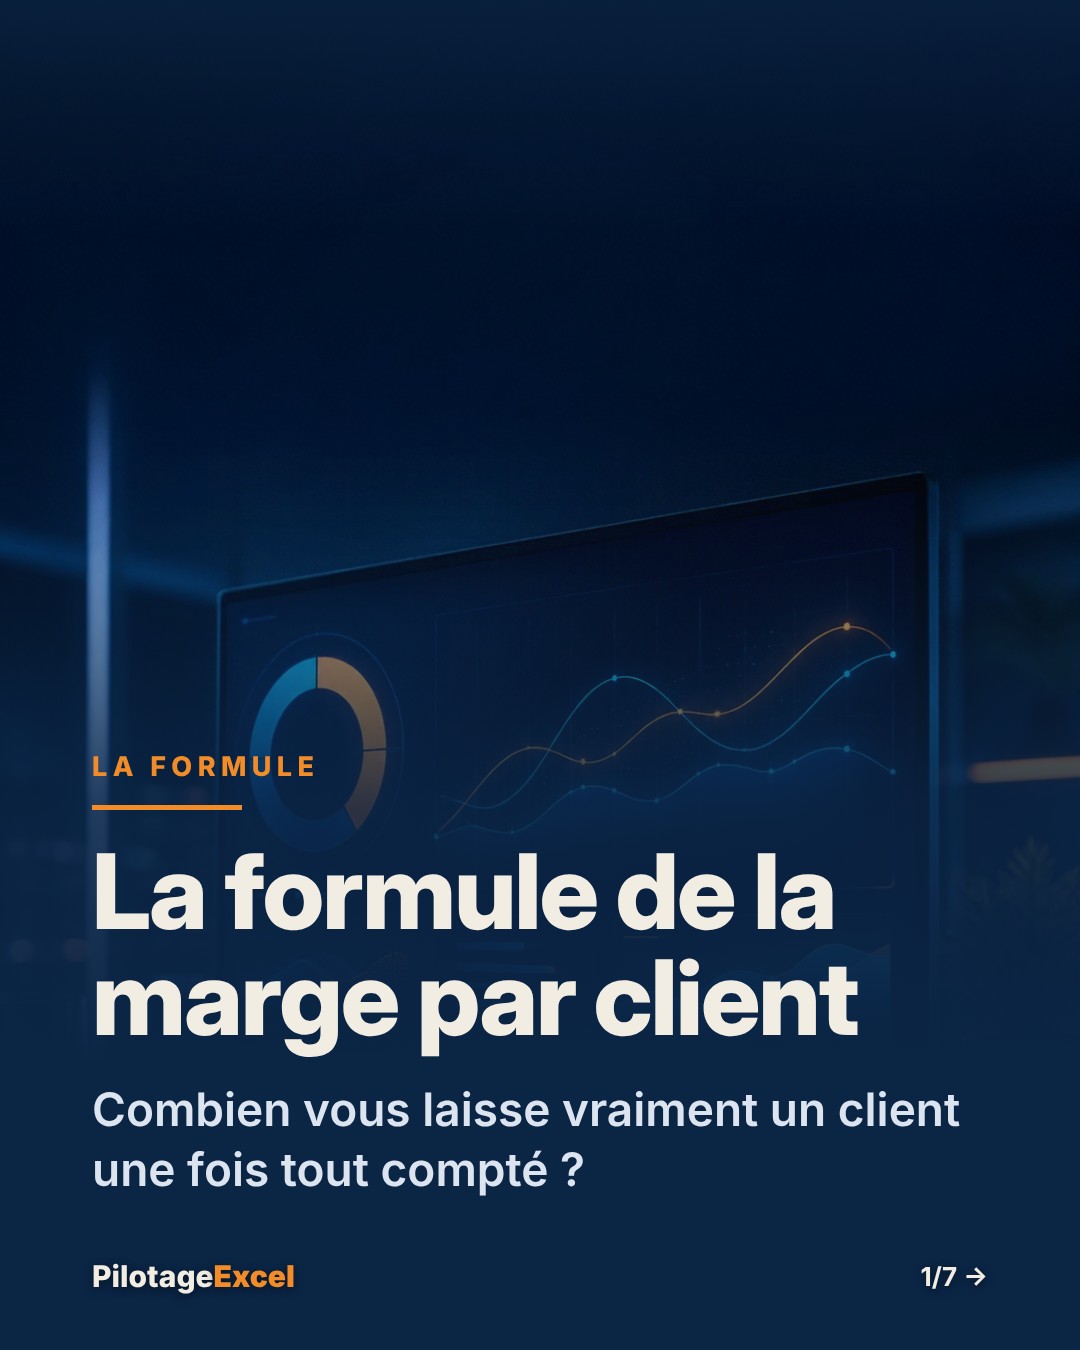 LA FORMULE
La formule de la
marge par client
Combien vous laisse vraiment un client
une fois tout compté ?
PilotageExcel
1/7 →